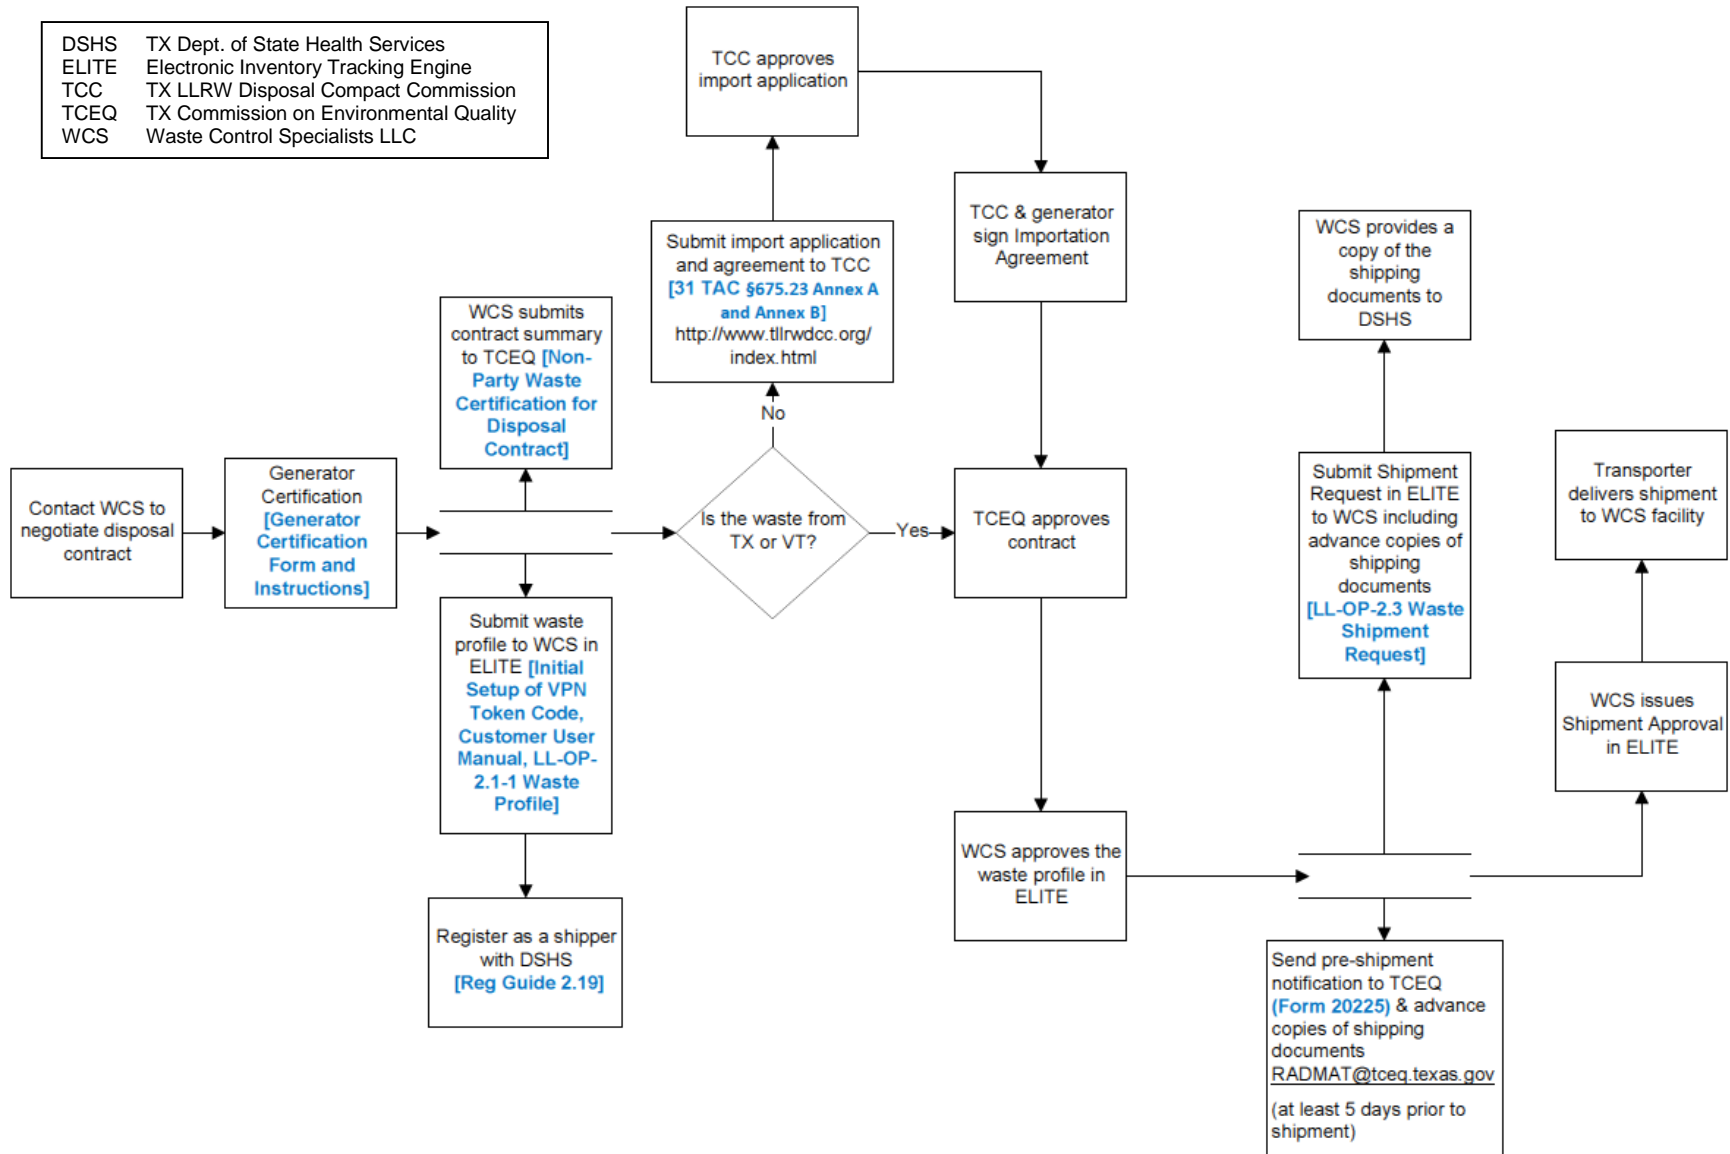 DSHS TX Dept. of State Health Services
ELITE Electronic Inventory Tracking Engine
TCC TX LLRW Disposal Compact Commission
TCEQ TX Commission on Environmental Quality
WCS Waste Control Specialists LLC
Contact WCS to
negotiate disposal
contract
Generator
Certification
[Generator
Certification
Form and
Instructions]
WCS submits
contract summary
to TCEQ [Non-
Party Waste
Certification for
Disposal
Contract]
Submit waste
profile to WCS in
ELITE [Initial
Setup of VPN
Token Code,
Customer User
Manual, LL-OP-
2.1-1 Waste
Profile]
Register as a shipper
with DSHS
[Reg Guide 2.19]
Is the waste from
TX or VT?
No
Submit import application
and agreement to TCC
[31 TAC §675.23 Annex A
and Annex B]
http://www.tllrwdcc.org/
index.html
TCC approves
import application
TCC & generator
sign Importation
Agreement
Yes
TCEQ approves
contract
WCS approves the
waste profile in
ELITE
WCS provides a
copy of the
shipping
documents to
DSHS
Submit Shipment
Request in ELITE
to WCS including
advance copies of
shipping
documents
[LL-OP-2.3 Waste
Shipment
Request]
Send pre-shipment
notification to TCEQ
(Form 20225) & advance
copies of shipping
documents
RADMAT@tceq.texas.gov
(at least 5 days prior to
shipment)
Transporter
delivers shipment
to WCS facility
WCS issues
Shipment Approval
in ELITE